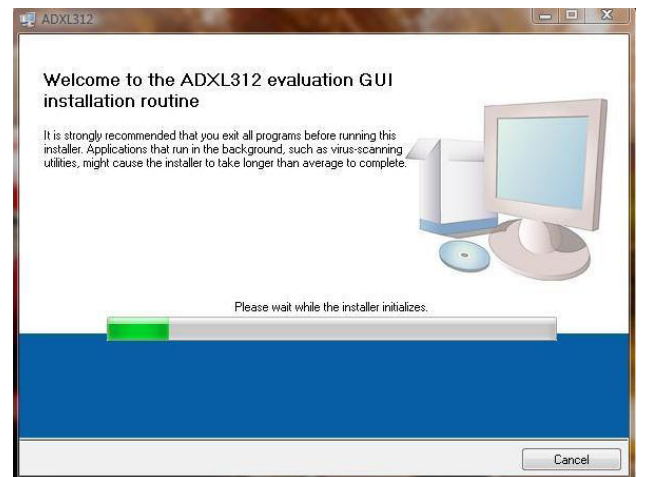 ADXL312
Welcome to the ADXL312 evaluation GUI
installation routine
It is strongly recommended that you exit all programs before running this
installer. Applications that run in the background, such as virus-scanning
utilities, might cause the installer to take longer than average to complete.
Please wait while the installer initializes.
Cancel